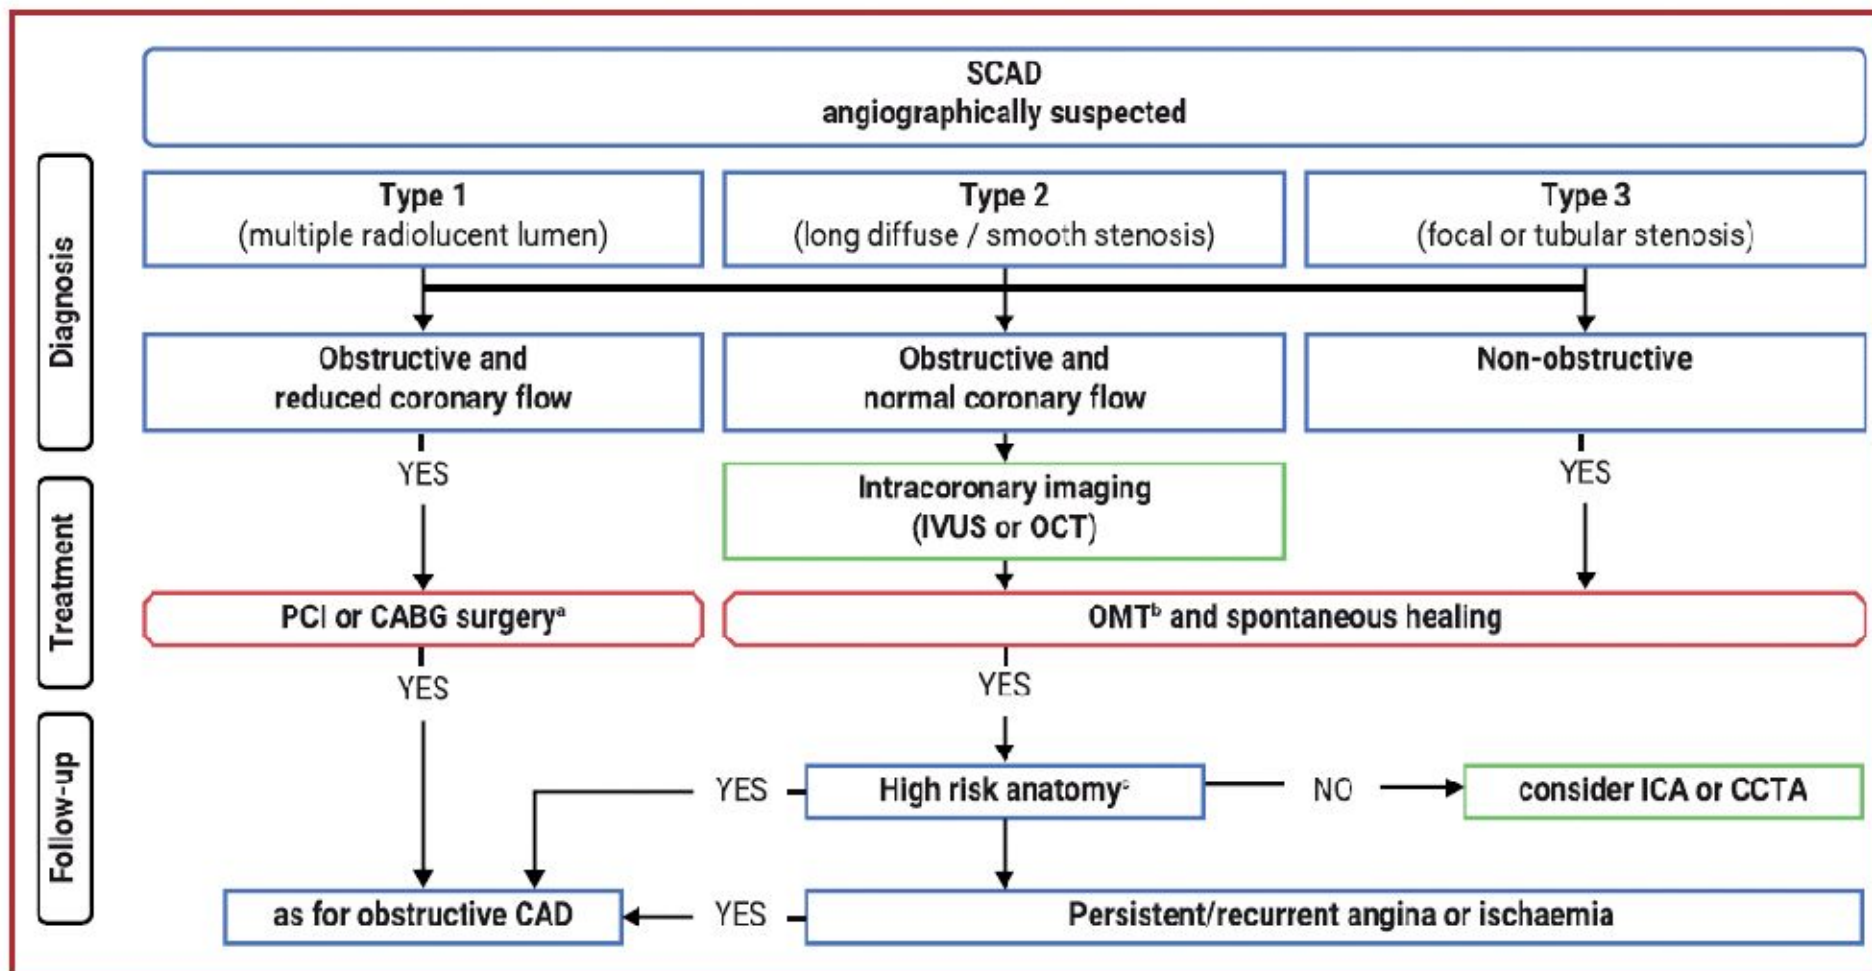 SCAD
angiographically suspected
Diagnosis
Type 1
(multiple radiolucent lumen)
Type 2
(long diffuse / smooth stenosis)
Type 3
(focal or tubular stenosis)
Obstructive and
reduced coronary flow
Obstructive and
normal coronary flow
Non-obstructive
YES
YES
Treatment
Intracoronary imaging
(IVUS or OCT)
PCI or CABG surgeryᵃ
OMTᵇ and spontaneous healing
YES
YES
Follow-up
YES
High risk anatomyᶜ
NO
consider ICA or CCTA
as for obstructive CAD
YES
Persistent/recurrent angina or ischaemia